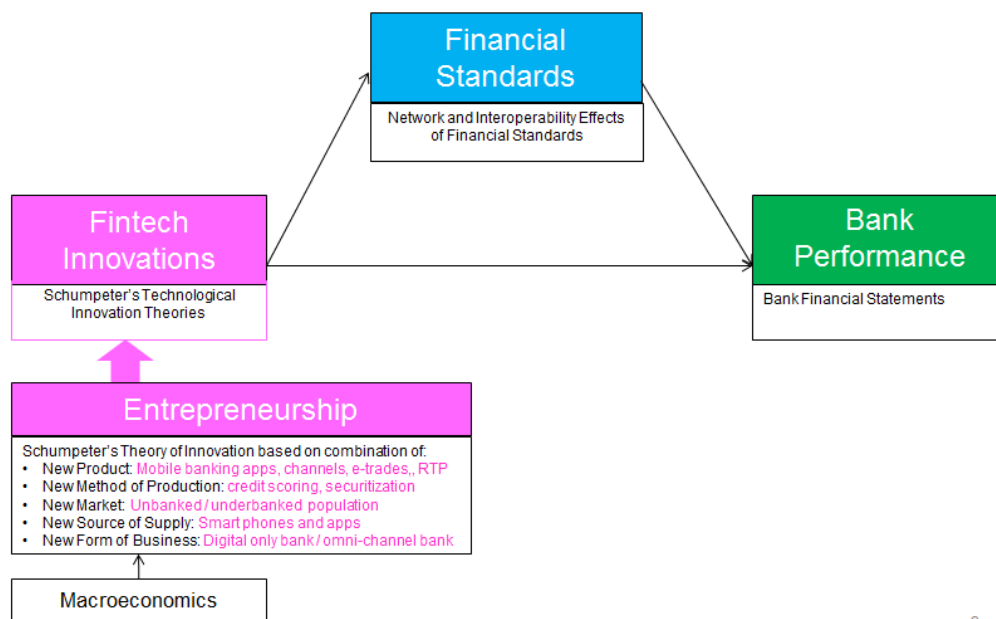 Financial
Standards
Network and Interoperability Effects
of Financial Standards
Fintech
Innovations
Schumpeter's Technological
Innovation Theories
Bank
Performance
Bank Financial Statements
Entrepreneurship
Schumpeter's Theory of Innovation based on combination of:
• New Product: Mobile banking apps, channels, e-trades,, RTP
• New Method of Production: credit scoring, securitization
• New Market: Unbanked / underbanked population
• New Source of Supply: Smart phones and apps
• New Form of Business: Digital only bank / omni-channel bank
Macroeconomics